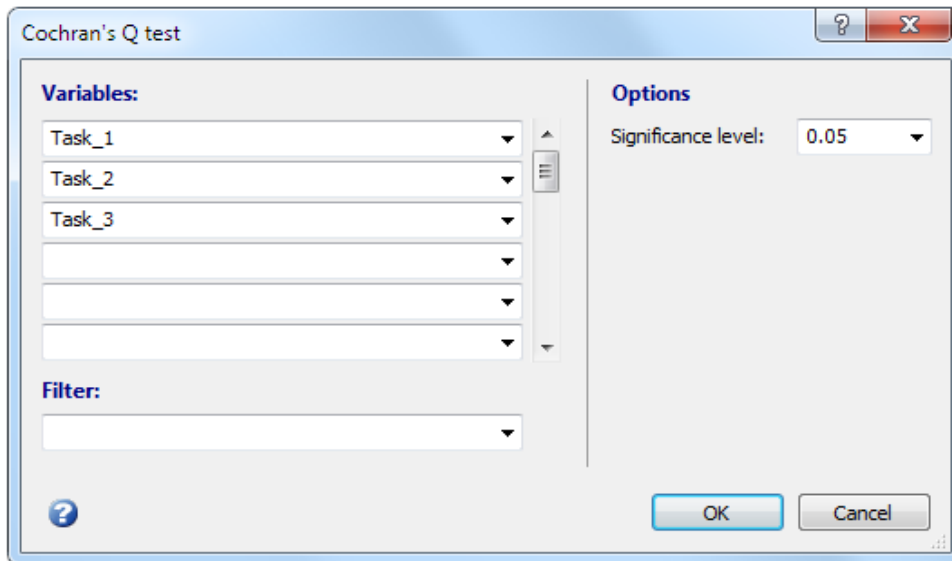 Cochran's Q test
Variables:
Task_1
Task_2
Task_3
Filter:
Options
Significance level: 0.05
OK
Cancel